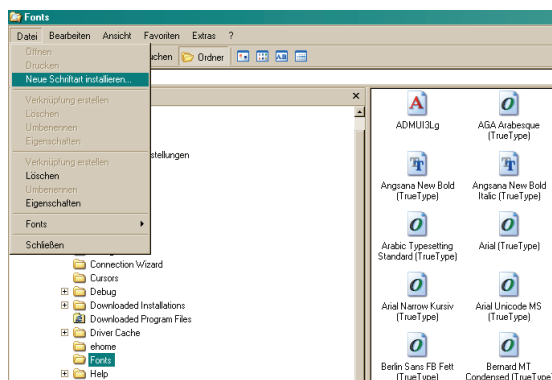 Fonts
Datei Bearbeiten Ansicht Favoriten Extras ?
Öffnen
Drucken
Neue Schriftart installieren...
Verknüpfung erstellen
Löschen
Umbenennen
Eigenschaften
Verknüpfung erstellen
Löschen
Umbenennen
Eigenschaften
Fonts
Schließen
uchen Ordner
stellungen
Connection Wizard
Cursors
Debug
Downloaded Installations
Downloaded Program Files
Driver Cache
ehome
Fonts
Help
ADMUI3Lg
AGA Arabesque
(TrueType)
Angsana New Bold
(TrueType)
Angsana New Bold
Italic (TrueType)
Arabic Typesetting
Standard (TrueType)
Arial (TrueType)
Arial Narrow Kursiv
(TrueType)
Arial Unicode MS
(TrueType)
Berlin Sans FB Fett
(TrueType)
Bernard MT
Condensed (TrueType)